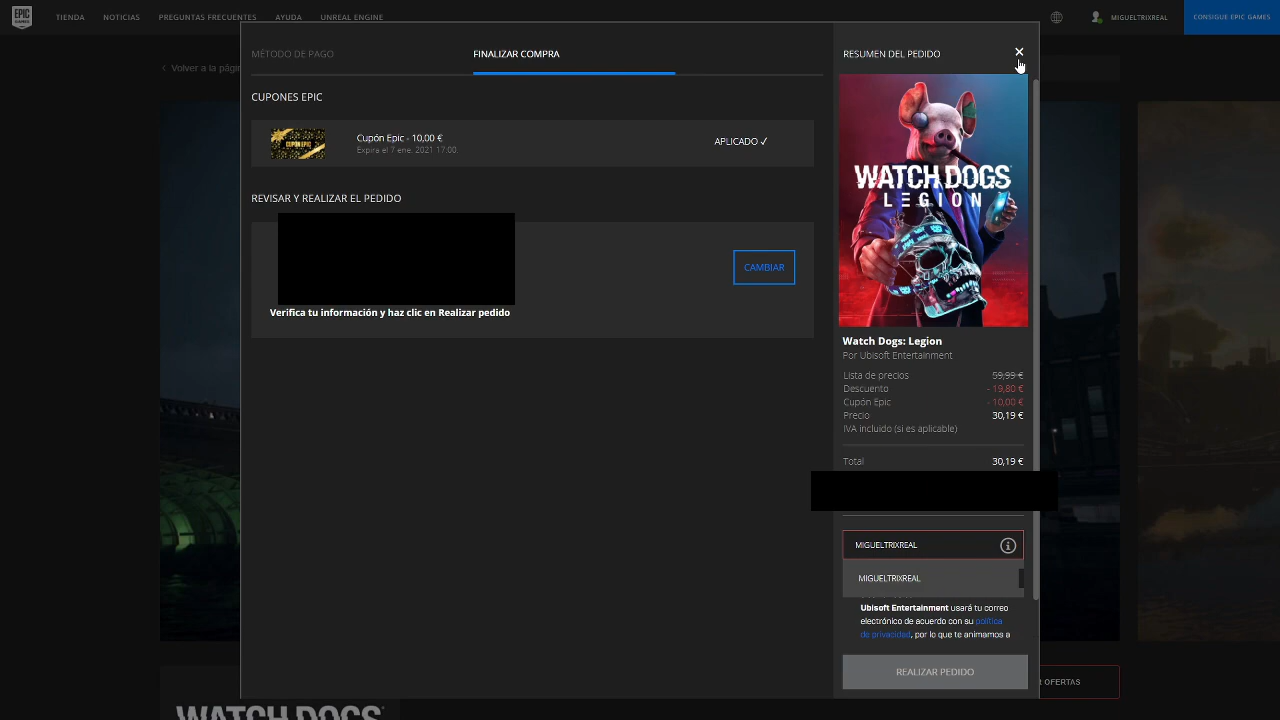 EPIC GAMES
TIENDA
NOTICIAS
PREGUNTAS FRECUENTES
AYUDA
UNREAL ENGINE
MIGUELTRIXREAL
CONSIGUE EPIC GAMES
Volver a la págin
MÉTODO DE PAGO
FINALIZAR COMPRA
CUPONES EPIC
CUPÓN EPIC
Cupón Epic - 10,00 €
Expira el 7 ene. 2021 17:00.
APLICADO ✓
REVISAR Y REALIZAR EL PEDIDO
CAMBIAR
Verifica tu información y haz clic en Realizar pedido
RESUMEN DEL PEDIDO
WATCH DOGS
LEGION
Watch Dogs: Legion
Por Ubisoft Entertainment
Lista de precios 59,99 €
Descuento - 19,80 €
Cupón Epic - 10,00 €
Precio 30,19 €
IVA incluido (si es aplicable)
Total 30,19 €
MIGUELTRIXREAL
MIGUELTRIXREAL
Ubisoft Entertainment usará tu correo
electrónico de acuerdo con su política
de privacidad, por lo que te animamos a
REALIZAR PEDIDO
OFERTAS
WATCH DOGS